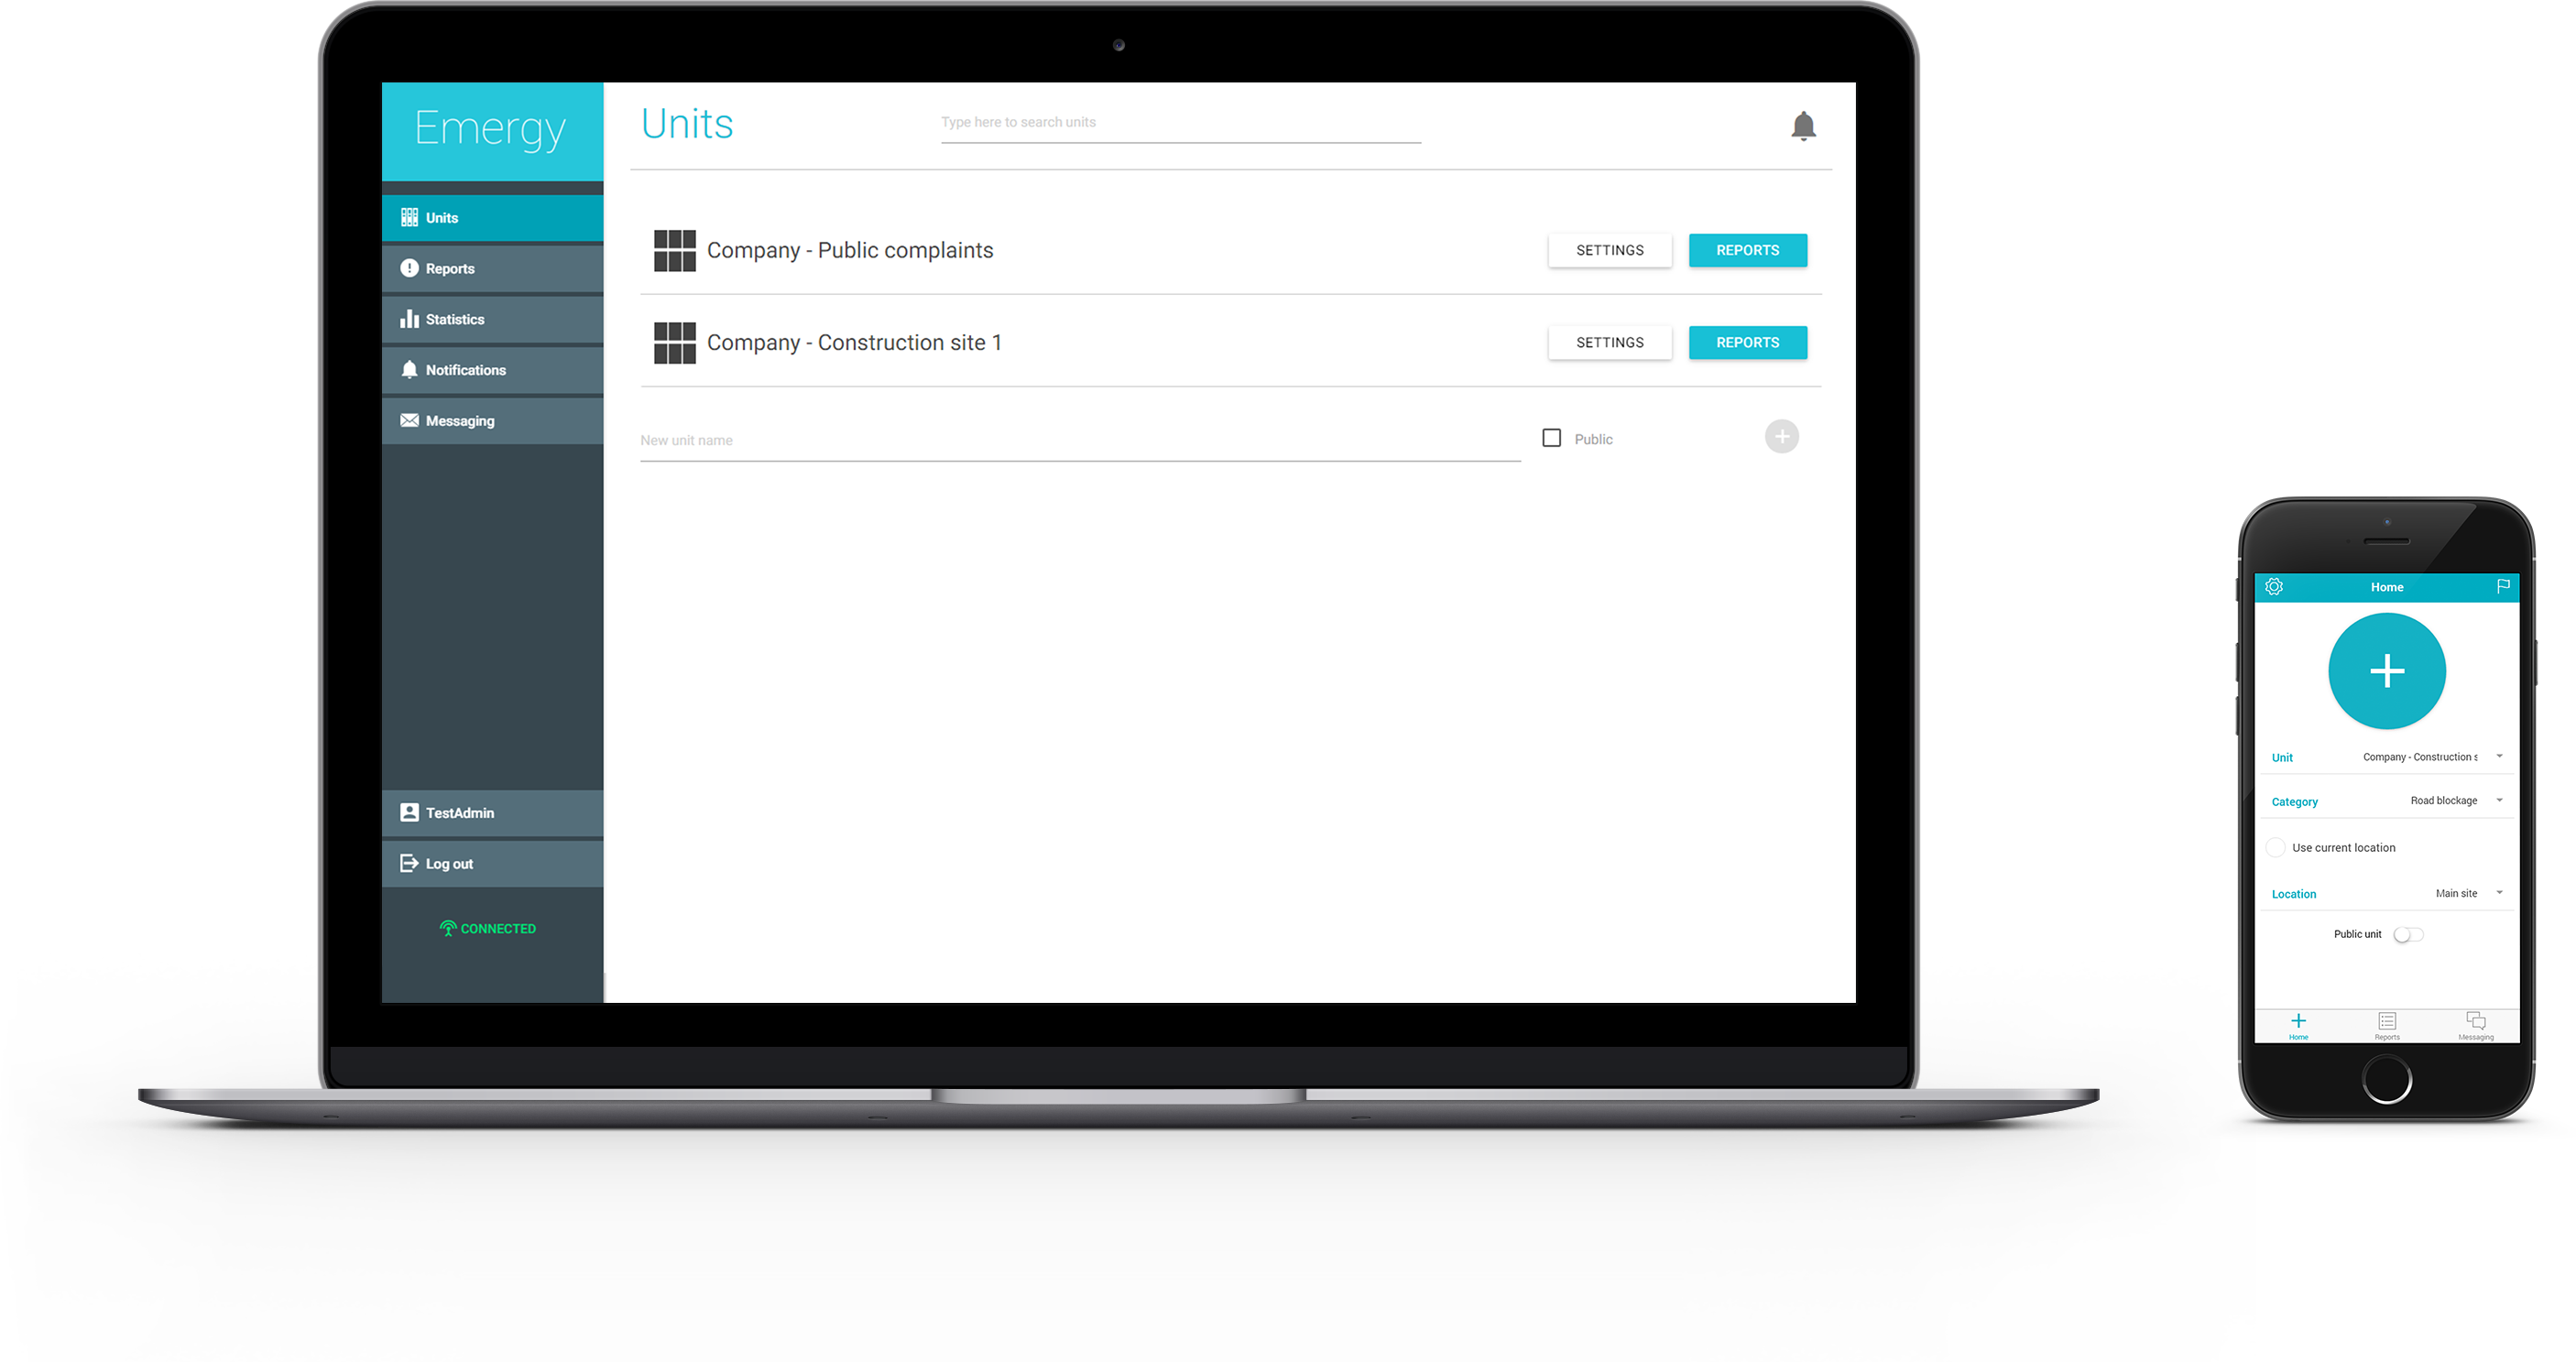 Emergy
Units
Reports
Statistics
Notifications
Messaging
TestAdmin
Log out
CONNECTED
Units
Type here to search units
Company - Public complaints
SETTINGS
REPORTS
Company - Construction site 1
SETTINGS
REPORTS
New unit name
Public
Home
Unit
Company - Construction s
Category
Road blockage
Use current location
Location
Main site
Public unit
Home
Reports
Messaging